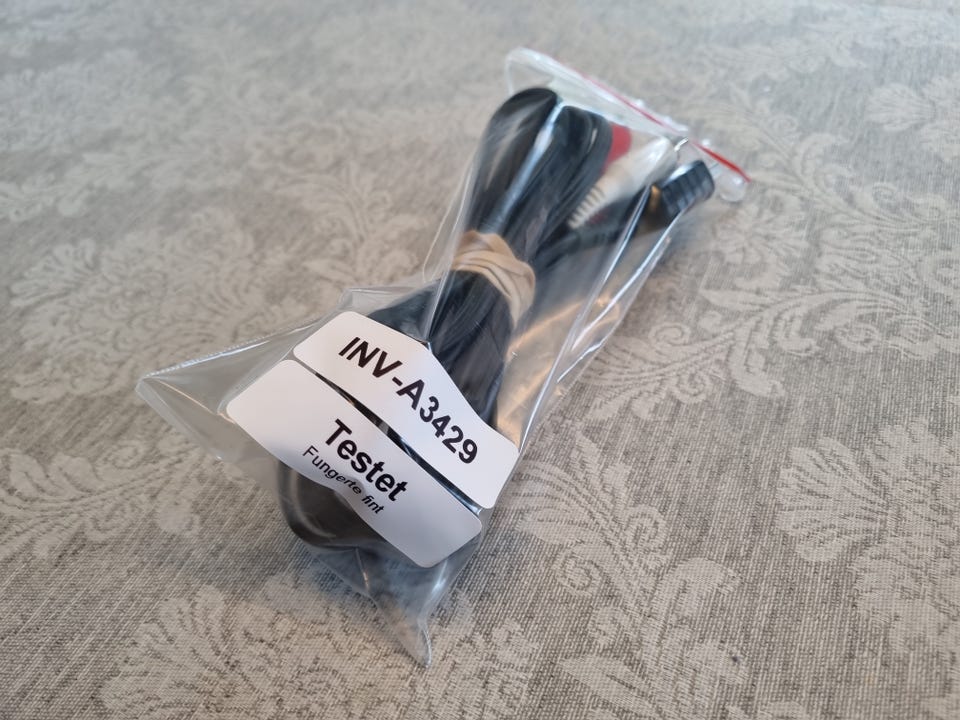 INV-A3429
Testet
Fungerte fint